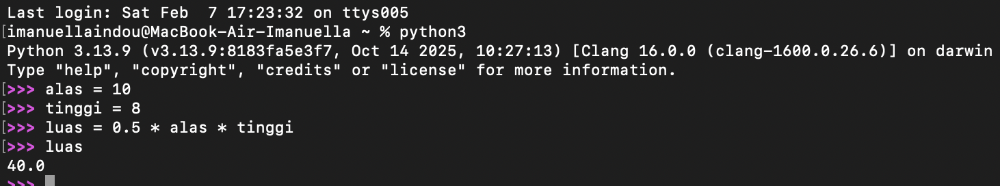 Last login: Sat Feb  7 17:23:32 on ttys005
[imanuellaindou@MacBook-Air-Imanuella ~ % python3
Python 3.13.9 (v3.13.9:8183fa5e3f7, Oct 14 2025, 10:27:13) [Clang 16.0.0 (clang-1600.0.26.6)] on darwin
Type "help", "copyright", "credits" or "license" for more information.
[>>> alas = 10
[>>> tinggi = 8
[>>> luas = 0.5 * alas * tinggi
[>>> luas
40.0
>>>